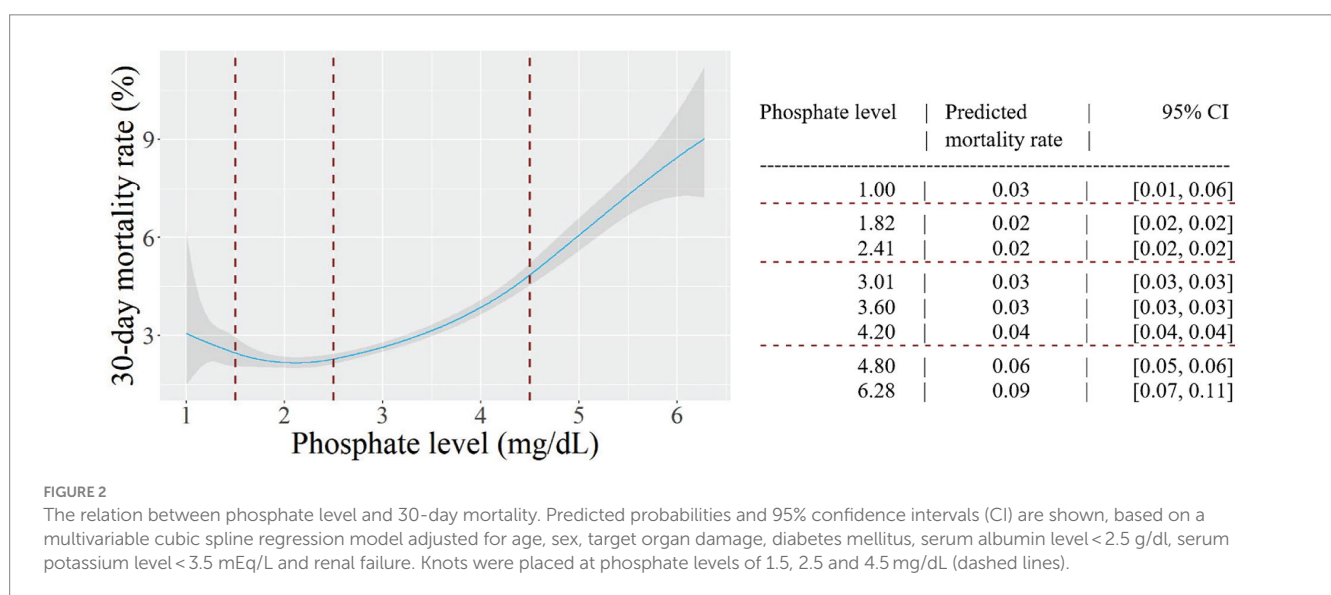 30-day mortality rate (%)
9
6
3
1 2 3 4 5 6
Phosphate level (mg/dL)
Phosphate level | Predicted | 95% CI
| mortality rate |
1.00 | 0.03 | [0.01, 0.06]
1.82 | 0.02 | [0.02, 0.02]
2.41 | 0.02 | [0.02, 0.02]
3.01 | 0.03 | [0.03, 0.03]
3.60 | 0.03 | [0.03, 0.03]
4.20 | 0.04 | [0.04, 0.04]
4.80 | 0.06 | [0.05, 0.06]
6.28 | 0.09 | [0.07, 0.11]
FIGURE 2
The relation between phosphate level and 30-day mortality. Predicted probabilities and 95% confidence intervals (CI) are shown, based on a
multivariable cubic spline regression model adjusted for age, sex, target organ damage, diabetes mellitus, serum albumin level < 2.5 g/dl, serum
potassium level < 3.5 mEq/L and renal failure. Knots were placed at phosphate levels of 1.5, 2.5 and 4.5 mg/dL (dashed lines).